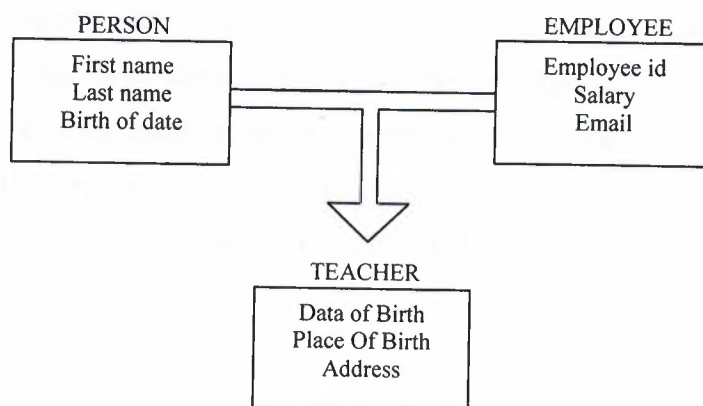 PERSON
First name
Last name
Birth of date
EMPLOYEE
Employee id
Salary
Email
TEACHER
Data of Birth
Place Of Birth
Address